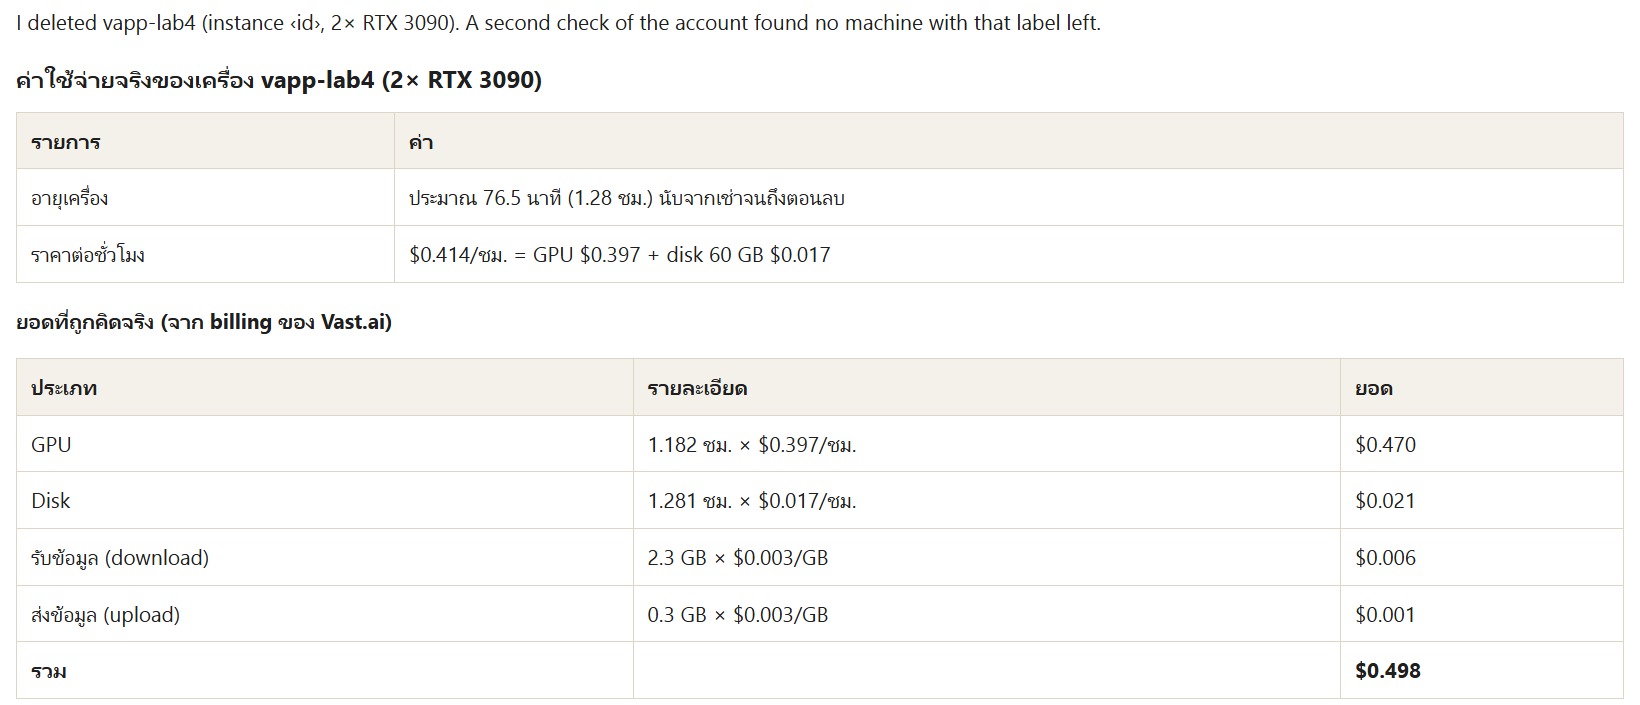 I deleted vapp-lab4 (instance ‹id›, 2× RTX 3090). A second check of the account found no machine with that label left.
ค่าใช้จ่ายจริงของเครื่อง vapp-lab4 (2× RTX 3090)
รายการ ค่า
อายุเครื่อง ประมาณ 76.5 นาที (1.28 ชม.) นับจากเช่าจนถึงตอนลบ
ราคาต่อชั่วโมง $0.414/ชม. = GPU $0.397 + disk 60 GB $0.017
ยอดที่ถูกคิดจริง (จาก billing ของ Vast.ai)
ประเภท รายละเอียด ยอด
GPU 1.182 ชม. × $0.397/ชม. $0.470
Disk 1.281 ชม. × $0.017/ชม. $0.021
รับข้อมูล (download) 2.3 GB × $0.003/GB $0.006
ส่งข้อมูล (upload) 0.3 GB × $0.003/GB $0.001
รวม $0.498